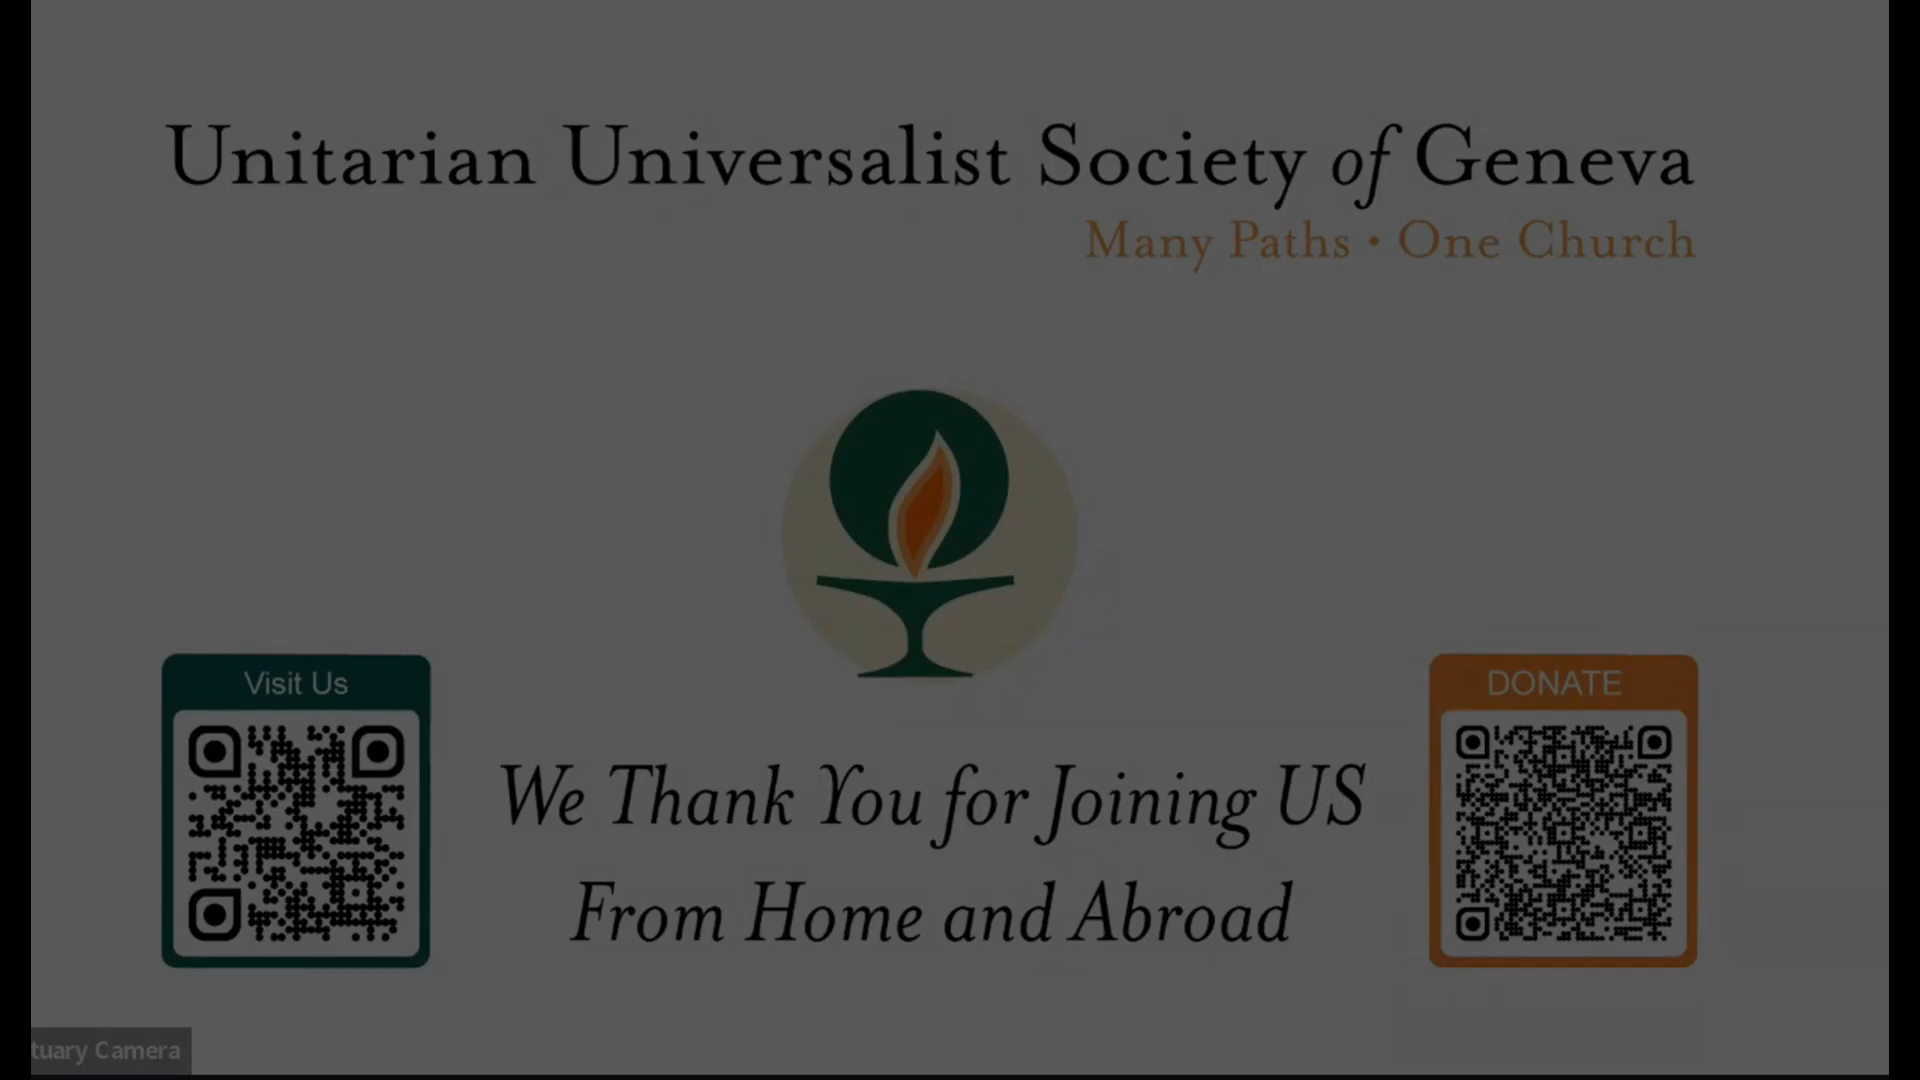 Unitarian Universalist Society of Geneva
Many Paths • One Church
Visit Us
DONATE
We Thank You for Joining US
From Home and Abroad
tuary Camera